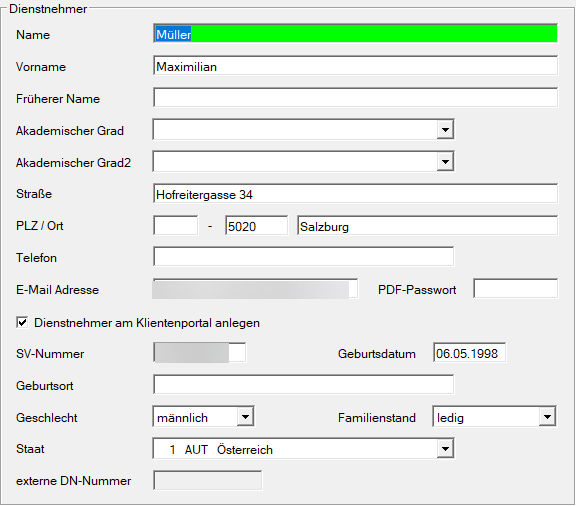 Dienstnehmer
Name Müller
Vorname Maximilian
Früherer Name
Akademischer Grad
Akademischer Grad2
Straße Hofreitergasse 34
PLZ / Ort - 5020 Salzburg
Telefon
E-Mail Adresse PDF-Passwort
Dienstnehmer am Klientenportal anlegen
SV-Nummer Geburtsdatum 06.05.1998
Geburtsort
Geschlecht männlich Familienstand ledig
Staat 1 AUT Österreich
externe DN-Nummer